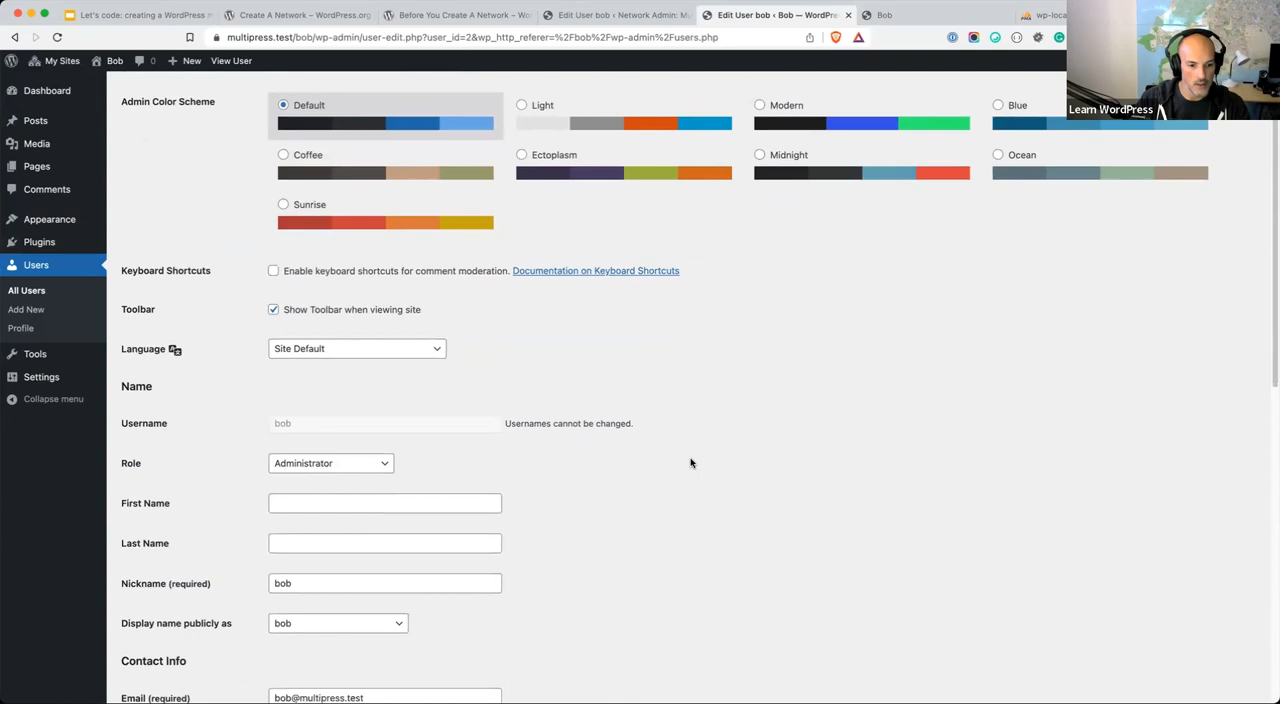 Let's code: creating a WordPress m
Create A Network – WordPress.org
Before You Create A Network – Wo
Edit User bob ‹ Network Admin: Mu
Edit User bob ‹ Bob — WordPre
Bob
wp-loca
multipress.test/bob/wp-admin/user-edit.php?user_id=2&wp_http_referer=%2Fbob%2Fwp-admin%2Fusers.php
My Sites
Bob
0
New
View User
Learn WordPress
Dashboard
Posts
Media
Pages
Comments
Appearance
Plugins
Users
All Users
Add New
Profile
Tools
Settings
Collapse menu
Admin Color Scheme
Default
Light
Modern
Blue
Coffee
Ectoplasm
Midnight
Ocean
Sunrise
Keyboard Shortcuts
Enable keyboard shortcuts for comment moderation. Documentation on Keyboard Shortcuts
Toolbar
Show Toolbar when viewing site
Language
Site Default
Name
Username
bob
Usernames cannot be changed.
Role
Administrator
First Name
Last Name
Nickname (required)
bob
Display name publicly as
bob
Contact Info
Email (required)
bob@multipress.test